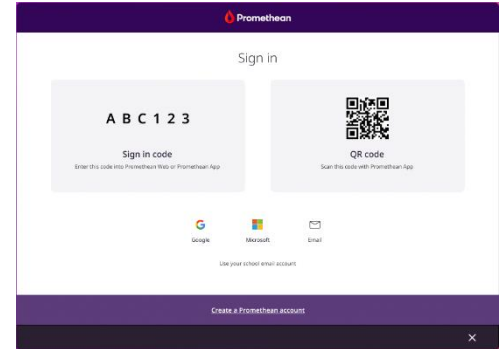 Promethean
Sign in
A B C 1 2 3
Sign in code
Enter this code into Promethean Web or Promethean App
QR code
Scan this code with Promethean App
Google
Microsoft
Email
Use your school email account
Create a Promethean account